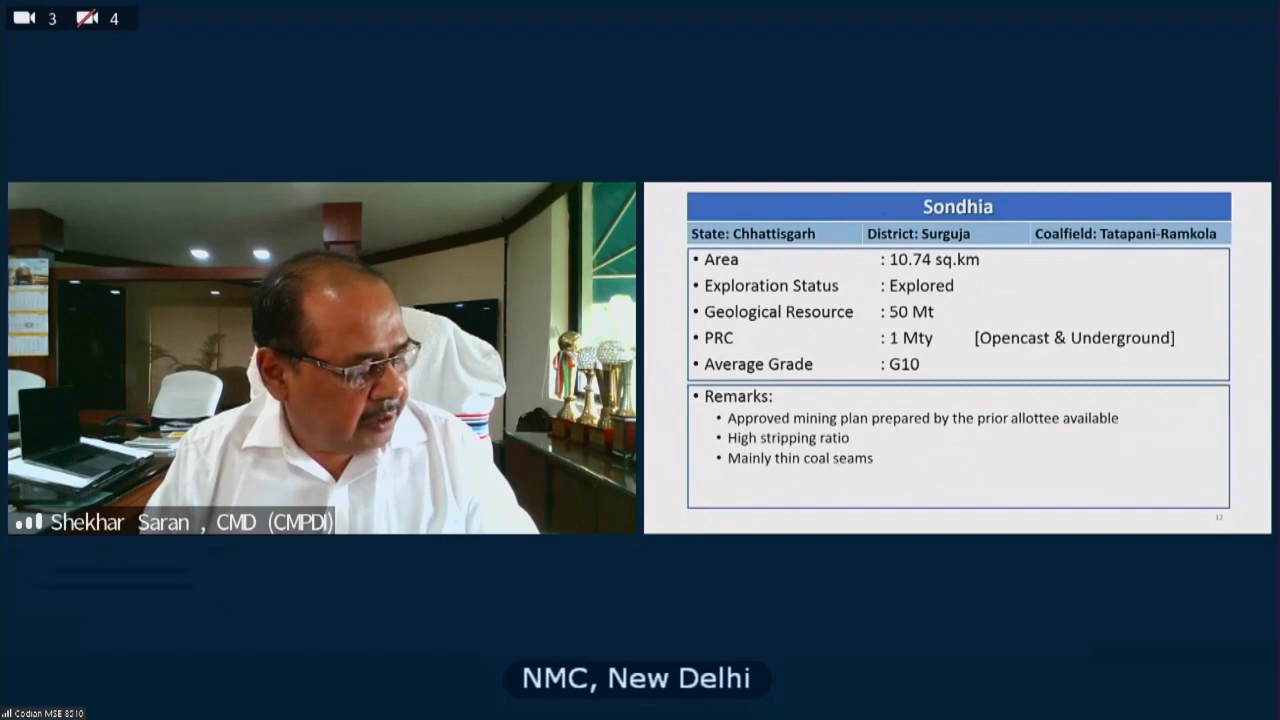 3 4
Sondhia
State: Chhattisgarh District: Surguja Coalfield: Tatapani-Ramkola
• Area : 10.74 sq.km
• Exploration Status : Explored
• Geological Resource : 50 Mt
• PRC : 1 Mty [Opencast & Underground]
• Average Grade : G10
• Remarks:
• Approved mining plan prepared by the prior allottee available
• High stripping ratio
• Mainly thin coal seams
12
Shekhar Saran , CMD (CMPDI)
NMC, New Delhi
Codian MSE 8510